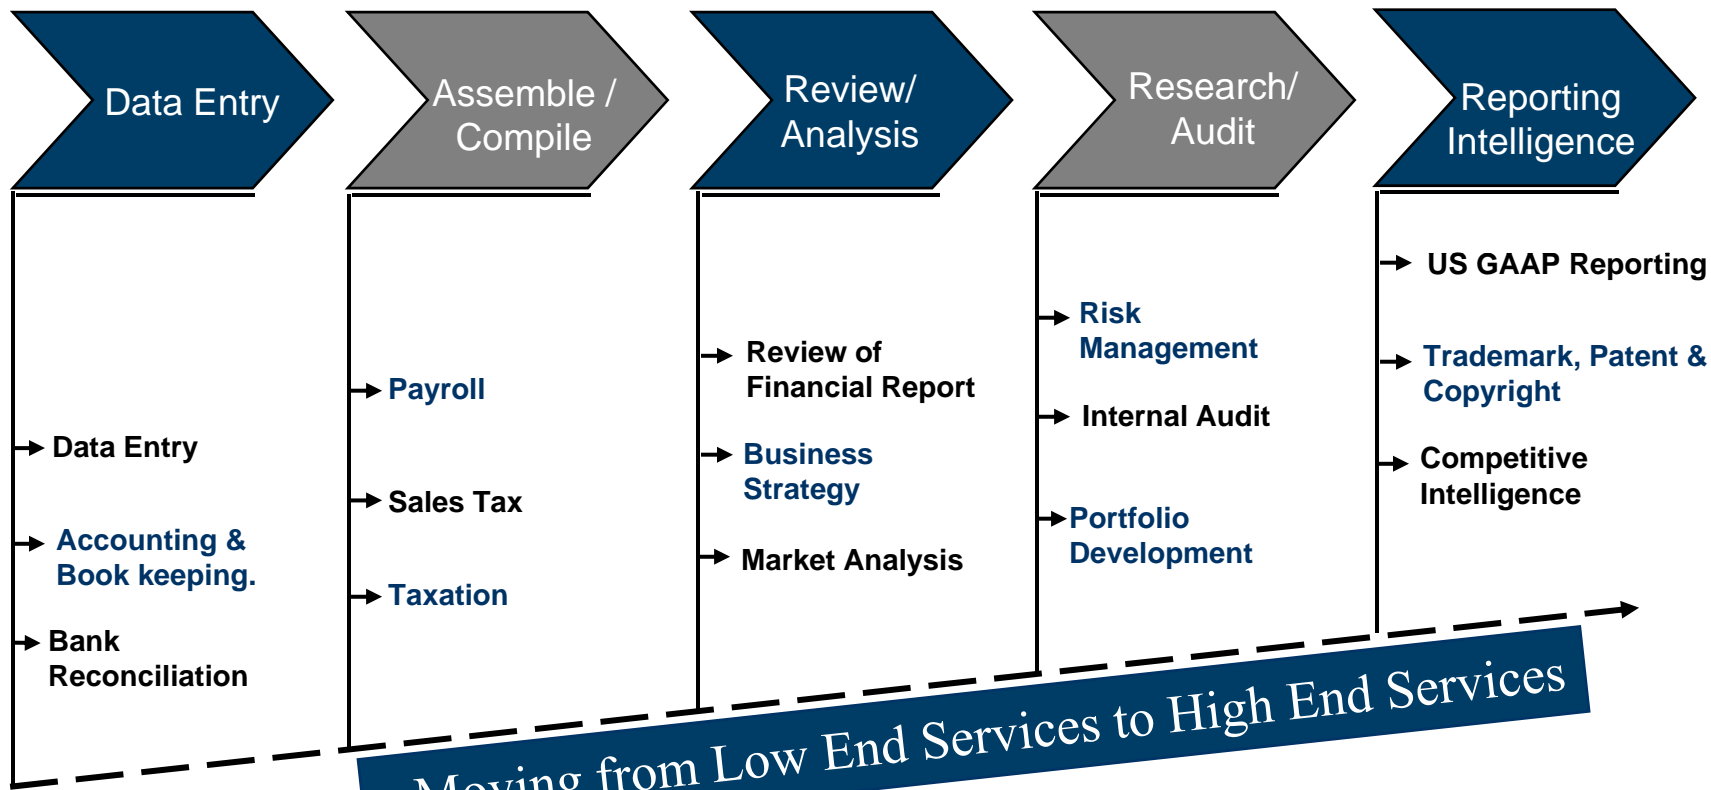 Data Entry
Assemble /
Compile
Review/
Analysis
Research/
Audit
Reporting
Intelligence
Data Entry
Accounting &
Book keeping.
Bank
Reconciliation
Payroll
Sales Tax
Taxation
Review of
Financial Report
Business
Strategy
Market Analysis
Risk
Management
Internal Audit
Portfolio
Development
US GAAP Reporting
Trademark, Patent &
Copyright
Competitive
Intelligence
Moving from Low End Services to High End Services